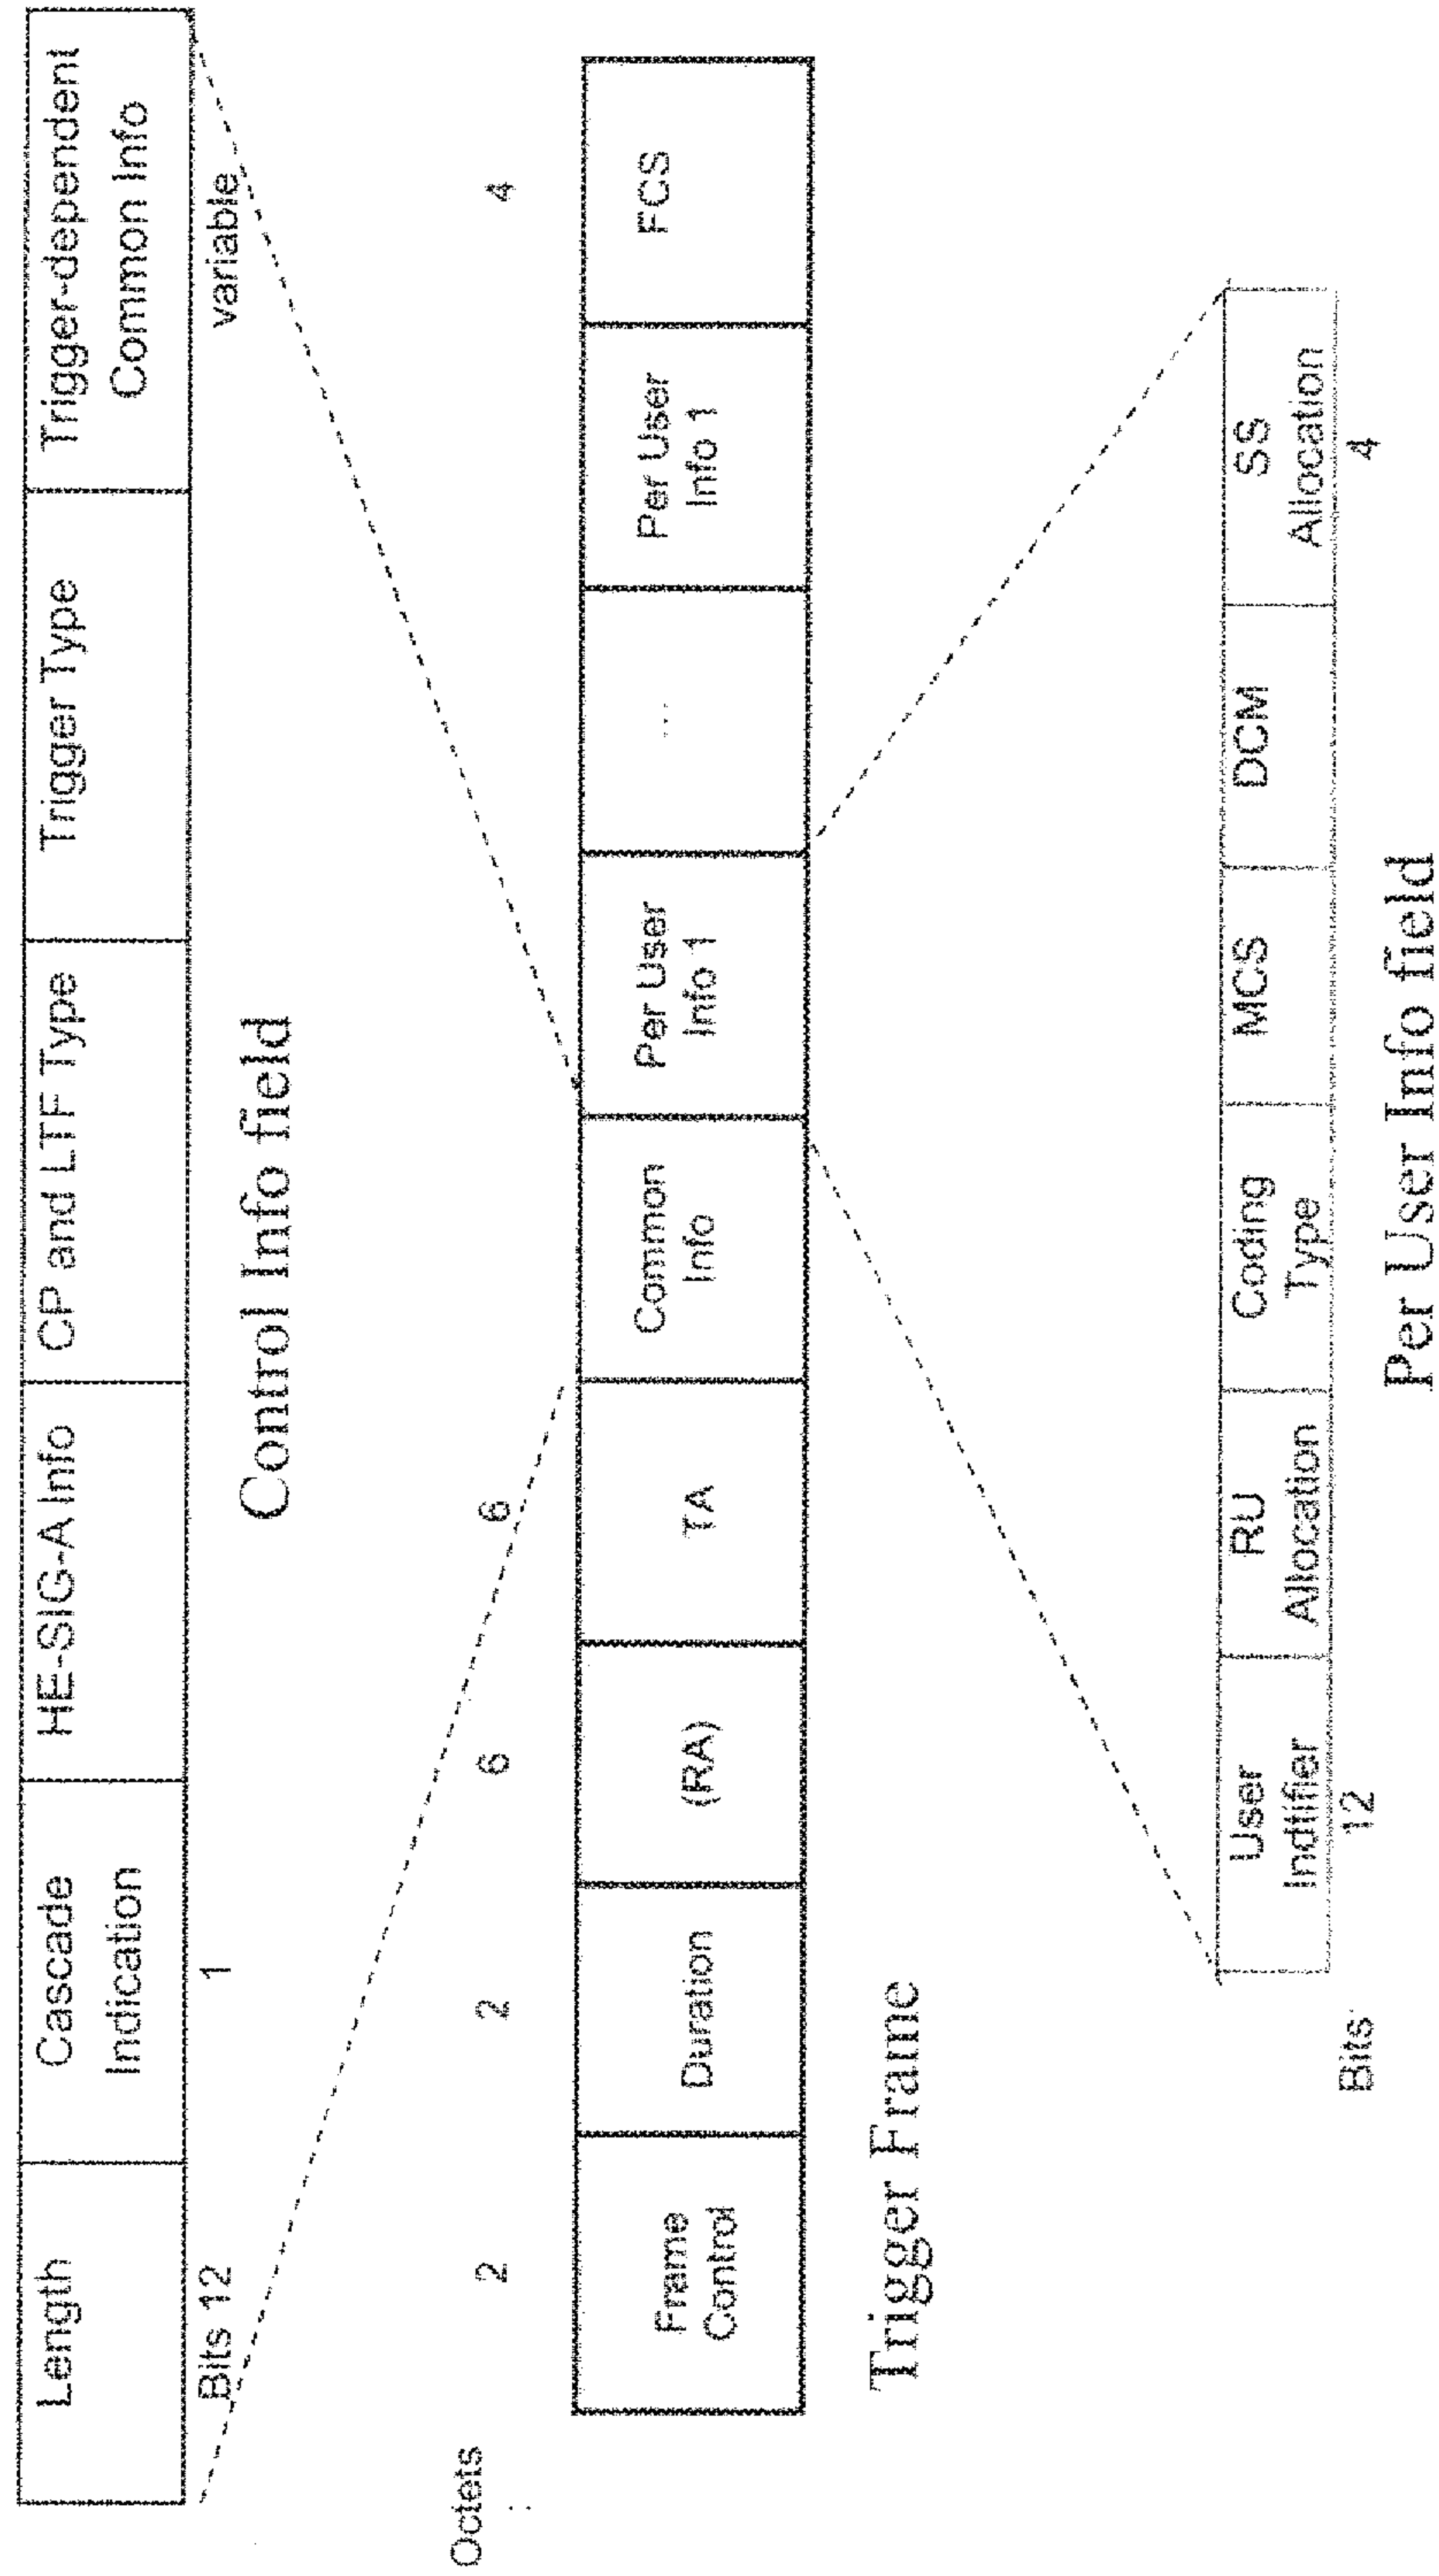 Length
Cascade
Indication
HE-SIG-A Info
CP and LTF Type
Trigger Type
Trigger-dependent
Common Info
Bits 12
1
variable
Control Info field
Octets
:
2
2
6
6
4
Frame
Control
Duration
(RA)
TA
Common
Info
Per User
Info 1
...
Per User
Info 1
FCS
Trigger Frame
User
Indtifier
RU
Allocation
Coding
Type
MCS
DCM
SS
Allocation
Bits
12
4
Per User Info field